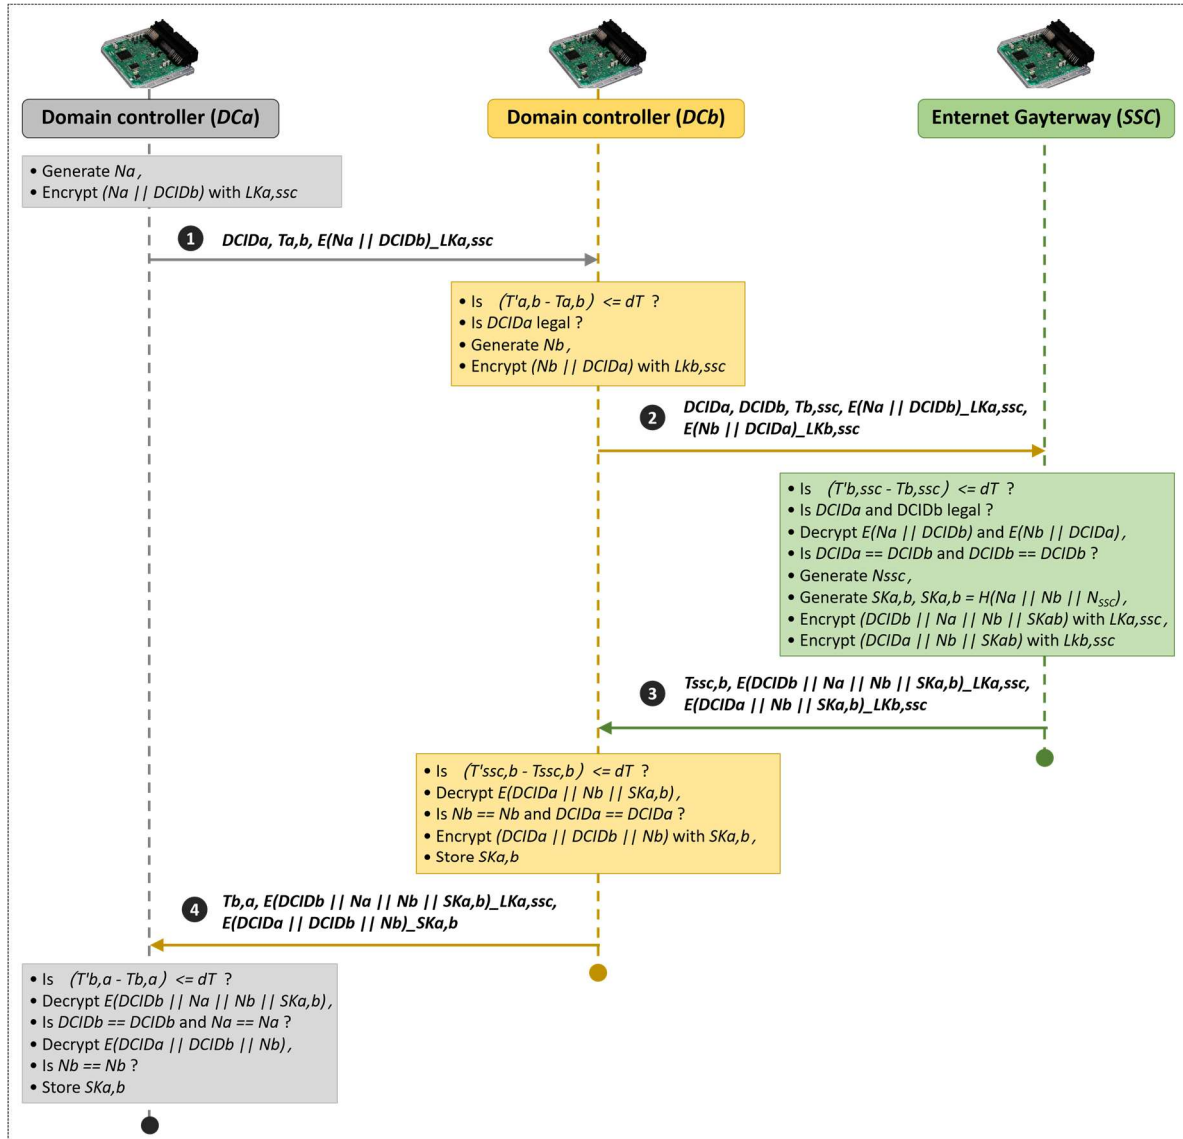 Domain controller (DCa)
Domain controller (DCb)
Enternet Gayterway (SSC)
• Generate Na,
• Encrypt (Na || DCIDb) with LKa,ssc
1
DCIDa, Ta,b, E(Na || DCIDb)_LKa,ssc
• Is (T'a,b - Ta,b) <= dT ?
• Is DCIDa legal ?
• Generate Nb,
• Encrypt (Nb || DCIDa) with Lkb,ssc
2
DCIDa, DCIDb, Tb,ssc, E(Na || DCIDb)_LKa,ssc,
E(Nb || DCIDa)_LKb,ssc
• Is (T'b,ssc - Tb,ssc) <= dT ?
• Is DCIDa and DCIDb legal ?
• Decrypt E(Na || DCIDb) and E(Nb || DCIDa),
• Is DCIDa == DCIDb and DCIDb == DCIDb ?
• Generate Nssc,
• Generate SKa,b, SKa,b = H(Na || Nb || NSSC),
• Encrypt (DCIDb || Na || Nb || SKab) with LKa,ssc,
• Encrypt (DCIDa || Nb || SKab) with Lkb,ssc
3
Tssc,b, E(DCIDb || Na || Nb || SKa,b)_LKa,ssc,
E(DCIDa || Nb || SKa,b)_LKb,ssc
• Is (T'ssc,b - Tssc,b) <= dT ?
• Decrypt E(DCIDa || Nb || SKa,b),
• Is Nb == Nb and DCIDa == DCIDa ?
• Encrypt (DCIDa || DCIDb || Nb) with SKa,b,
• Store SKa,b
4
Tb,a, E(DCIDb || Na || Nb || SKa,b)_LKa,ssc,
E(DCIDa || DCIDb || Nb)_SKa,b
• Is (T'b,a - Tb,a) <= dT ?
• Decrypt E(DCIDb || Na || Nb || SKa,b),
• Is DCIDb == DCIDb and Na == Na ?
• Decrypt E(DCIDa || DCIDb || Nb),
• Is Nb == Nb ?
• Store SKa,b